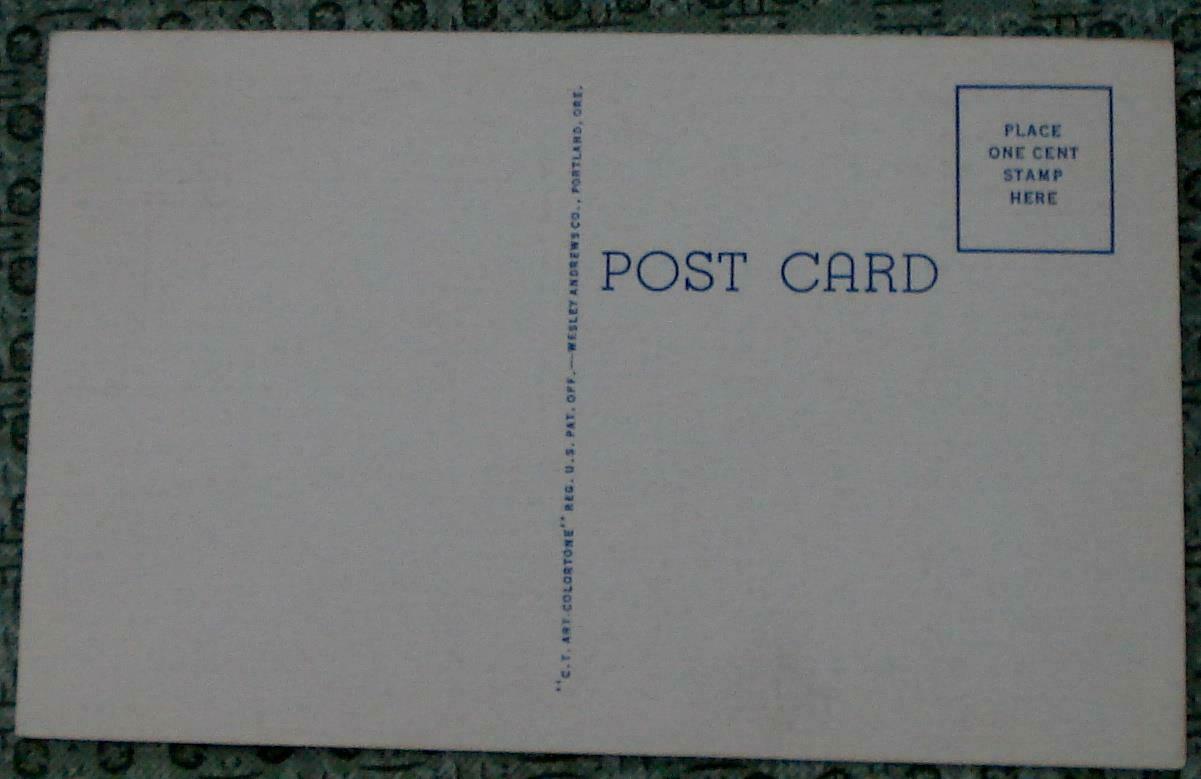 "C.T. ART-COLORTONE" REG. U.S. PAT. OFF.—WESLEY ANDREWS CO., PORTLAND, ORE.
POST CARD
PLACE
ONE CENT
STAMP
HERE